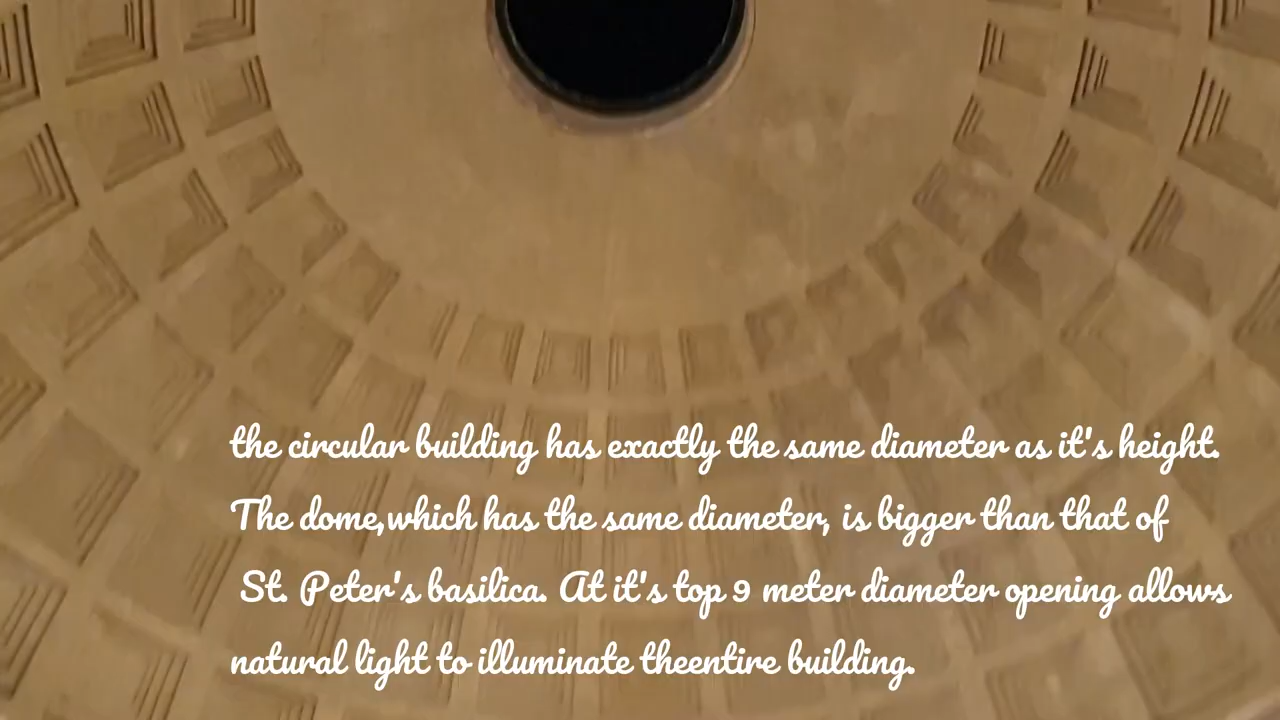 the circular building has exactly the same diameter as it's height.
The dome,which has the same diameter, is bigger than that of
St. Peter's basilica. At it's top 9 meter diameter opening allows
natural light to illuminate theentire building.